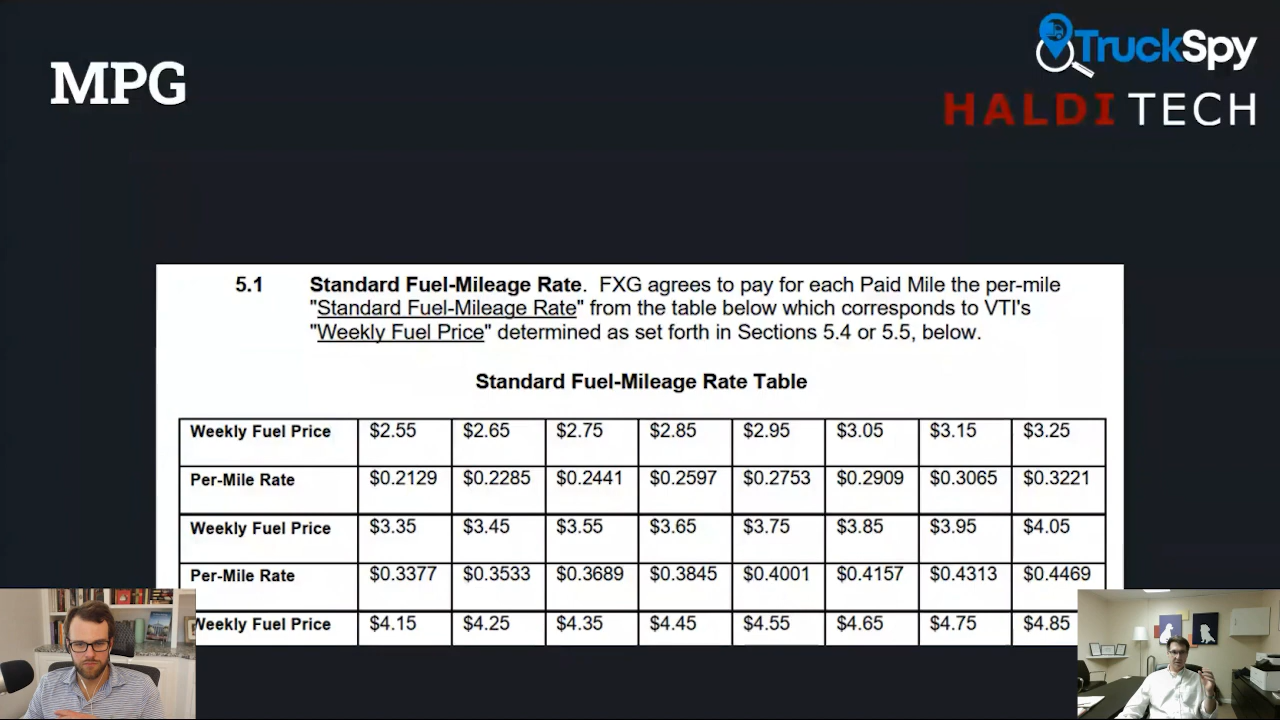 TruckSpy
MPG
HALDI TECH
5.1 Standard Fuel-Mileage Rate. FXG agrees to pay for each Paid Mile the per-mile
"Standard Fuel-Mileage Rate" from the table below which corresponds to VTI's
"Weekly Fuel Price" determined as set forth in Sections 5.4 or 5.5, below.
Standard Fuel-Mileage Rate Table
Weekly Fuel Price $2.55 $2.65 $2.75 $2.85 $2.95 $3.05 $3.15 $3.25
Per-Mile Rate $0.2129 $0.2285 $0.2441 $0.2597 $0.2753 $0.2909 $0.3065 $0.3221
Weekly Fuel Price $3.35 $3.45 $3.55 $3.65 $3.75 $3.85 $3.95 $4.05
Per-Mile Rate $0.3377 $0.3533 $0.3689 $0.3845 $0.4001 $0.4157 $0.4313 $0.4469
Weekly Fuel Price $4.15 $4.25 $4.35 $4.45 $4.55 $4.65 $4.75 $4.85